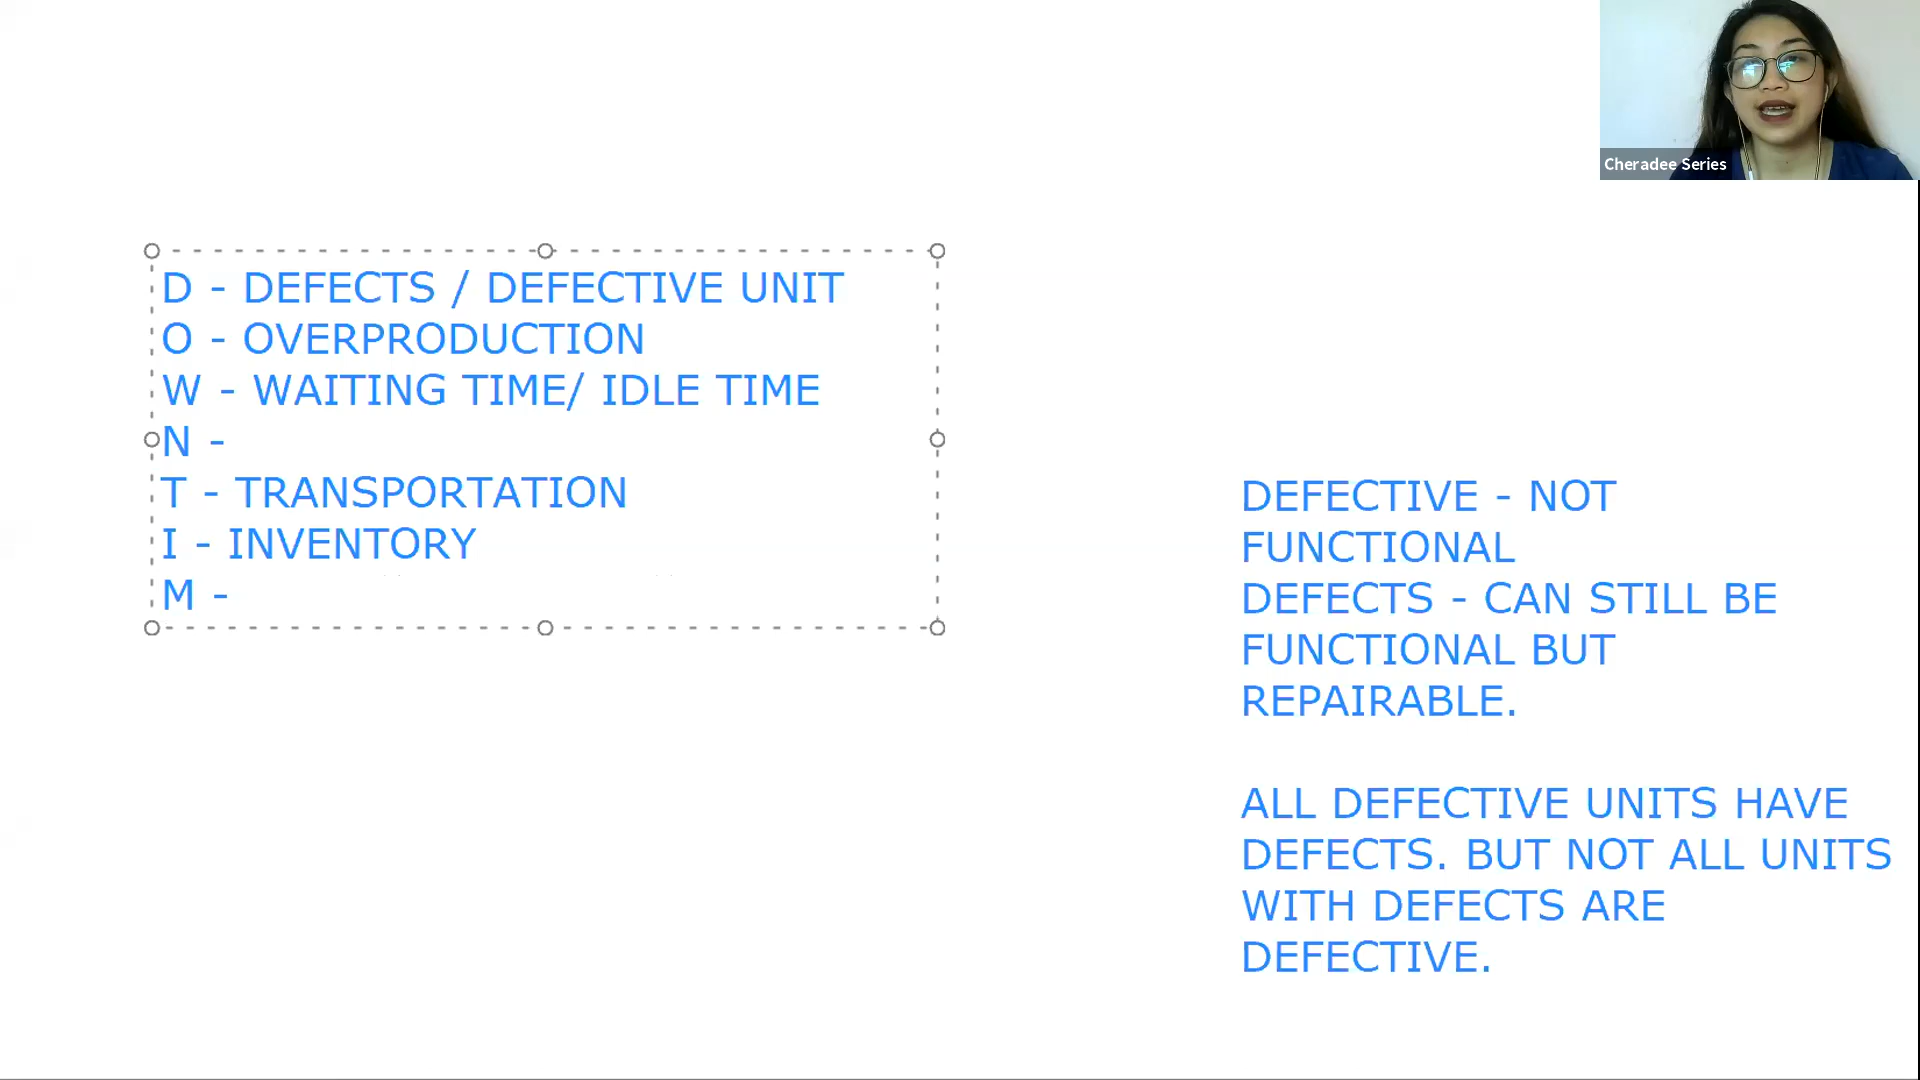 Cheradee Series
D - DEFECTS / DEFECTIVE UNIT
O - OVERPRODUCTION
W - WAITING TIME/ IDLE TIME
N -
T - TRANSPORTATION
I - INVENTORY
M -
DEFECTIVE - NOT
FUNCTIONAL
DEFECTS - CAN STILL BE
FUNCTIONAL BUT
REPAIRABLE.
ALL DEFECTIVE UNITS HAVE
DEFECTS. BUT NOT ALL UNITS
WITH DEFECTS ARE
DEFECTIVE.